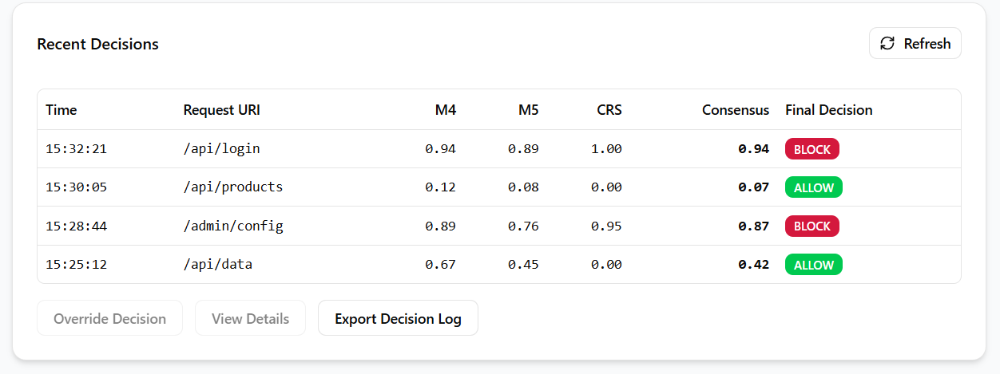 Recent Decisions
Refresh
Time Request URI M4 M5 CRS Consensus Final Decision
15:32:21 /api/login 0.94 0.89 1.00 0.94 BLOCK
15:30:05 /api/products 0.12 0.08 0.00 0.07 ALLOW
15:28:44 /admin/config 0.89 0.76 0.95 0.87 BLOCK
15:25:12 /api/data 0.67 0.45 0.00 0.42 ALLOW
Override Decision View Details Export Decision Log